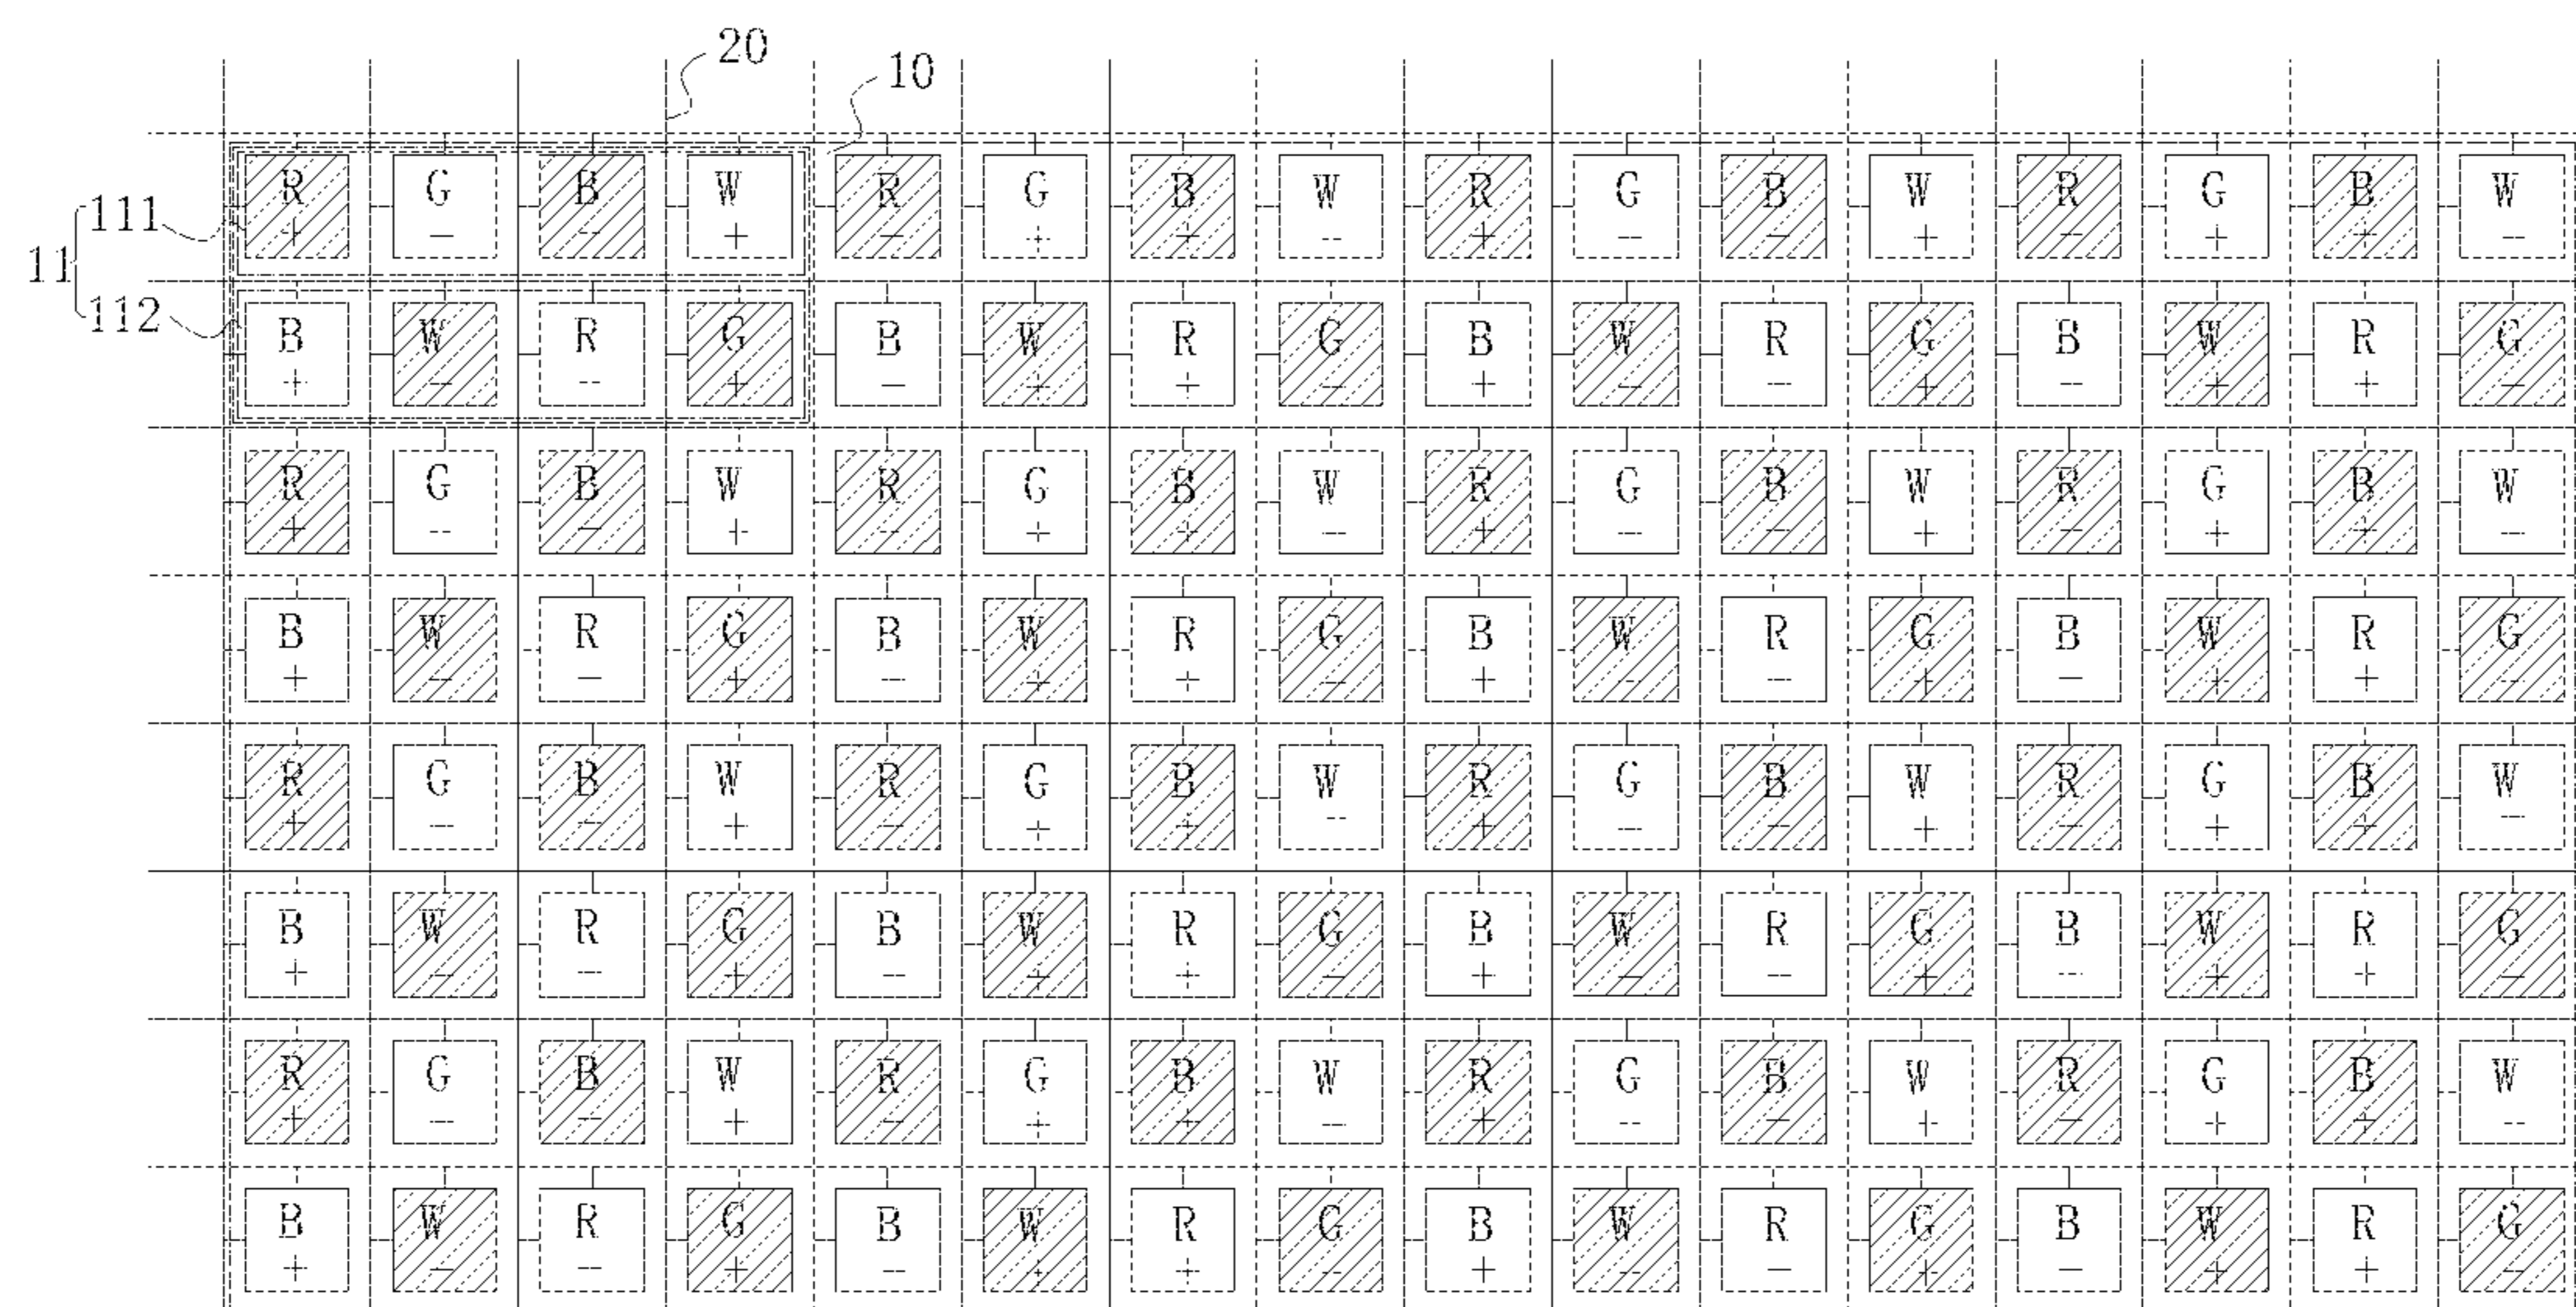 20
10
R G B W R G B W R G B W R G B W
111
+ − − + − + + − + − − + − + + −
11
112
B W R G B W R G B W R G B W R G
+ − − + − + + − + − − + − + + −
R G B W R G B W R G B W R G B W
+ − − + − + + − + − − + − + + −
B W R G B W R G B W R G B W R G
+ − − + − + + − + − − + − + + −
R G B W R G B W R G B W R G B W
+ − − + − + + − + − − + − + + −
B W R G B W R G B W R G B W R G
+ − − + − + + − + − − + − + + −
R G B W R G B W R G B W R G B W
+ − − + − + + − + − − + − + + −
B W R G B W R G B W R G B W R G
+ − − + − + + − + − − + − + + −